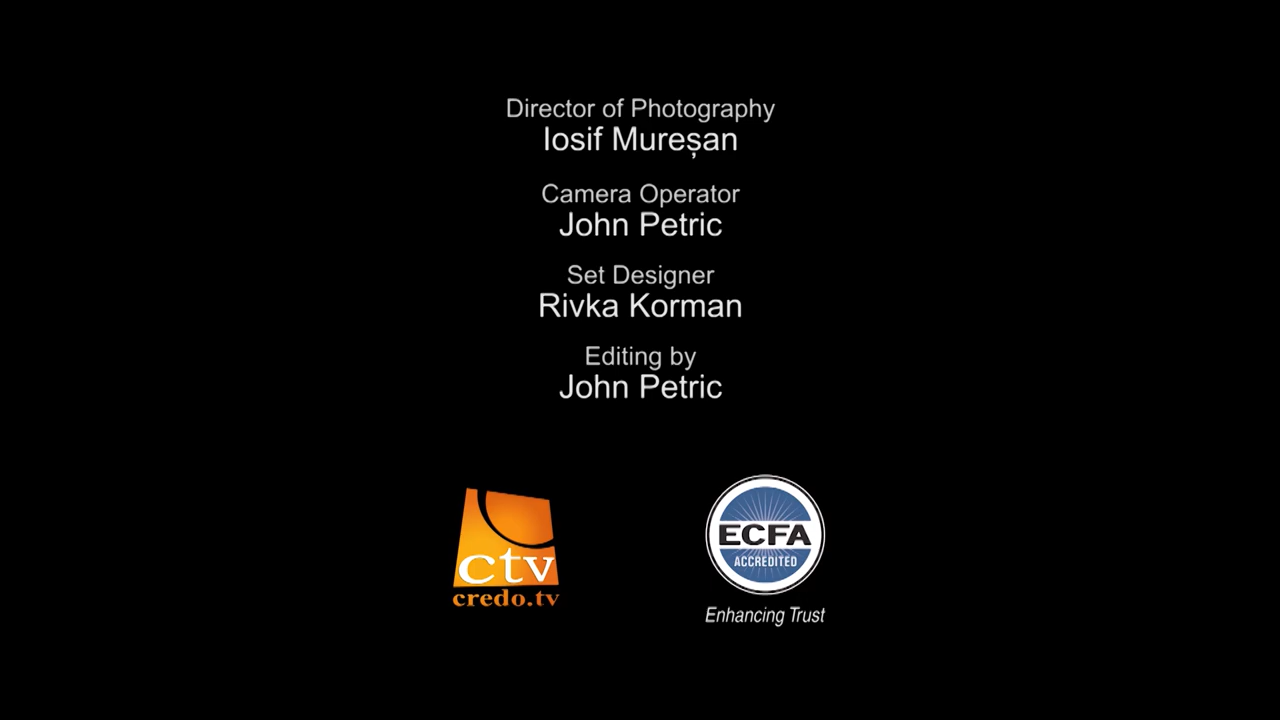 Director of Photography
Iosif Mureșan
Camera Operator
John Petric
Set Designer
Rivka Korman
Editing by
John Petric
ctv
credo.tv
ECFA
ACCREDITED
Enhancing Trust